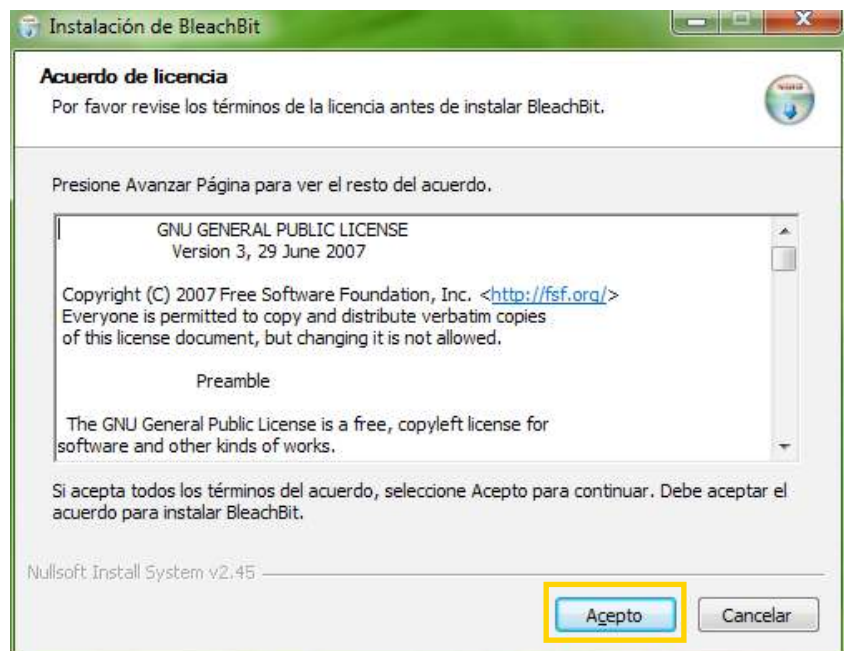 Instalación de BleachBit
Acuerdo de licencia
Por favor revise los términos de la licencia antes de instalar BleachBit.
Presione Avanzar Página para ver el resto del acuerdo.
GNU GENERAL PUBLIC LICENSE
Version 3, 29 June 2007
Copyright (C) 2007 Free Software Foundation, Inc. <http://fsf.org/>
Everyone is permitted to copy and distribute verbatim copies
of this license document, but changing it is not allowed.
Preamble
The GNU General Public License is a free, copyleft license for
software and other kinds of works.
Si acepta todos los términos del acuerdo, seleccione Acepto para continuar. Debe aceptar el
acuerdo para instalar BleachBit.
Nullsoft Install System v2.45
Acepto
Cancelar